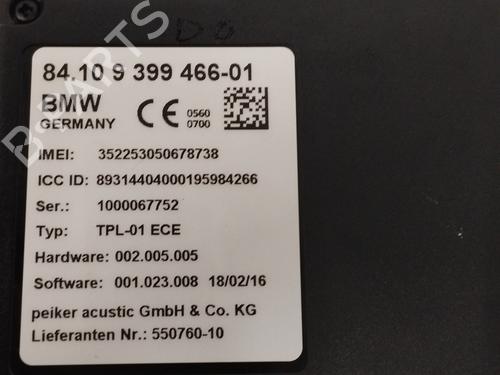 D0
84.10 9 399 466-01
BMW
GERMANY
CE 0560
0700
IMEI: 352253050678738
ICC ID: 89314404000195984266
Ser.: 1000067752
Typ: TPL-01 ECE
Hardware: 002.005.005
Software: 001.023.008 18/02/16
peiker acustic GmbH & Co. KG
Lieferanten Nr.: 550760-10
B-PARTS